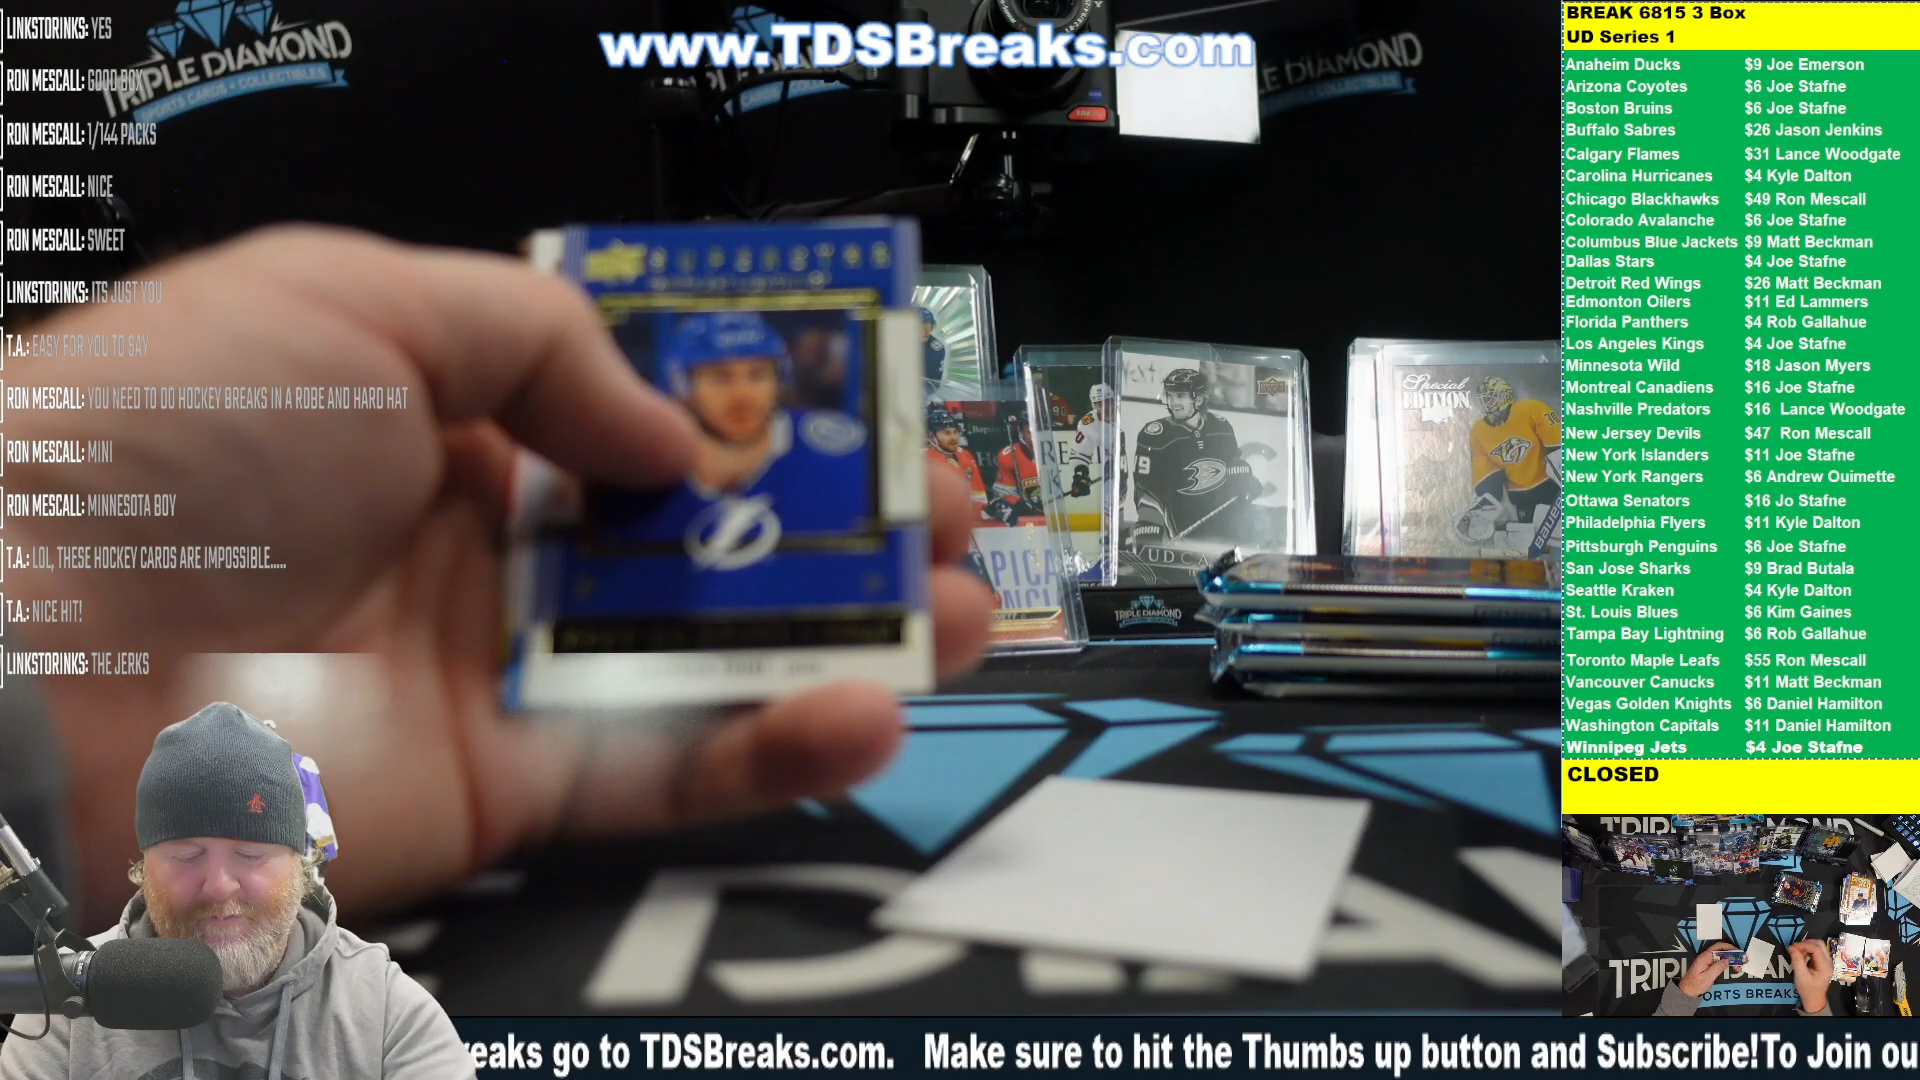 LINKSTORINKS: YES
RON MESCALL: GOOD BOX
RON MESCALL: 1/144 PACKS
RON MESCALL: NICE
RON MESCALL: SWEET
LINKSTORINKS: ITS JUST YOU
T.A.: EASY FOR YOU TO SAY
RON MESCALL: YOU NEED TO DO HOCKEY BREAKS IN A ROBE AND HARD HAT
RON MESCALL: MINI
RON MESCALL: MINNESOTA BOY
T.A.: LOL, THESE HOCKEY CARDS ARE IMPOSSIBLE.....
T.A.: NICE HIT!
LINKSTORINKS: THE JERKS
TRIPLE DIAMOND
SPORTS CARDS + COLLECTIBLES
www.TDSBreaks.com
TRIPLE DIAMOND
Special
EDITION
UD CA
TRIPLE DIAMOND
BREAK 6815 3 Box
UD Series 1
Anaheim Ducks $9 Joe Emerson
Arizona Coyotes $6 Joe Stafne
Boston Bruins $6 Joe Stafne
Buffalo Sabres $26 Jason Jenkins
Calgary Flames $31 Lance Woodgate
Carolina Hurricanes $4 Kyle Dalton
Chicago Blackhawks $49 Ron Mescall
Colorado Avalanche $6 Joe Stafne
Columbus Blue Jackets $9 Matt Beckman
Dallas Stars $4 Joe Stafne
Detroit Red Wings $26 Matt Beckman
Edmonton Oilers $11 Ed Lammers
Florida Panthers $4 Rob Gallahue
Los Angeles Kings $4 Joe Stafne
Minnesota Wild $18 Jason Myers
Montreal Canadiens $16 Joe Stafne
Nashville Predators $16 Lance Woodgate
New Jersey Devils $47 Ron Mescall
New York Islanders $11 Joe Stafne
New York Rangers $6 Andrew Ouimette
Ottawa Senators $16 Jo Stafne
Philadelphia Flyers $11 Kyle Dalton
Pittsburgh Penguins $6 Joe Stafne
San Jose Sharks $9 Brad Butala
Seattle Kraken $4 Kyle Dalton
St. Louis Blues $6 Kim Gaines
Tampa Bay Lightning $6 Rob Gallahue
Toronto Maple Leafs $55 Ron Mescall
Vancouver Canucks $11 Matt Beckman
Vegas Golden Knights $6 Daniel Hamilton
Washington Capitals $11 Daniel Hamilton
Winnipeg Jets $4 Joe Stafne
CLOSED
ORTS BREAKS
reaks go to TDSBreaks.com. Make sure to hit the Thumbs up button and Subscribe!To Join ou